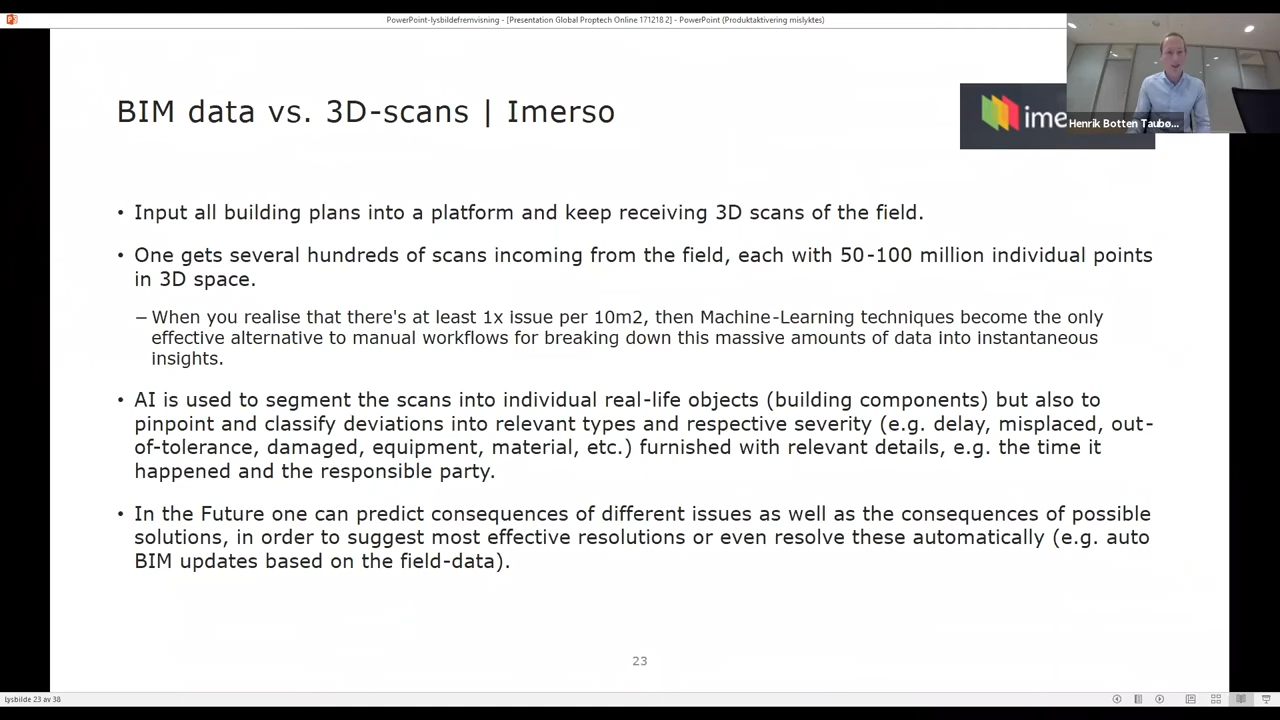 PowerPoint-lysbildefremvisning - [Presentation Global Proptech Online 171218 2] - PowerPoint (Produktaktivering mislyktes)
BIM data vs. 3D-scans | Imerso
ime
Henrik Botten Taubø...
• Input all building plans into a platform and keep receiving 3D scans of the field.
• One gets several hundreds of scans incoming from the field, each with 50-100 million individual points
in 3D space.
– When you realise that there's at least 1x issue per 10m2, then Machine-Learning techniques become the only
effective alternative to manual workflows for breaking down this massive amounts of data into instantaneous
insights.
• AI is used to segment the scans into individual real-life objects (building components) but also to
pinpoint and classify deviations into relevant types and respective severity (e.g. delay, misplaced, out-
of-tolerance, damaged, equipment, material, etc.) furnished with relevant details, e.g. the time it
happened and the responsible party.
• In the Future one can predict consequences of different issues as well as the consequences of possible
solutions, in order to suggest most effective resolutions or even resolve these automatically (e.g. auto
BIM updates based on the field-data).
23
Lysbilde 23 av 38